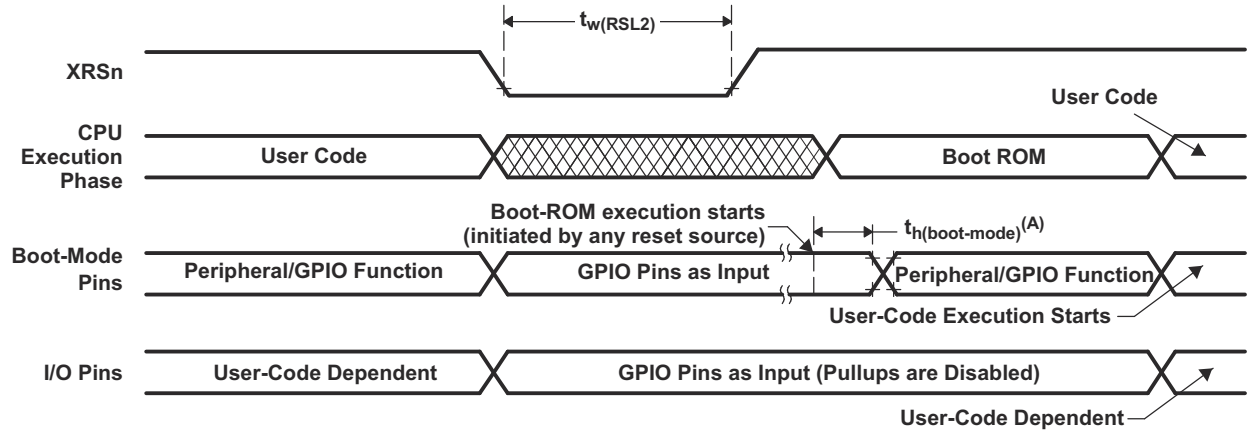 tw(RSL2)
XRSn
User Code
CPU
Execution
Phase
User Code
Boot ROM
Boot-ROM execution starts
(initiated by any reset source)
th(boot-mode)(A)
Boot-Mode
Pins
Peripheral/GPIO Function
GPIO Pins as Input
Peripheral/GPIO Function
User-Code Execution Starts
I/O Pins
User-Code Dependent
GPIO Pins as Input (Pullups are Disabled)
User-Code Dependent